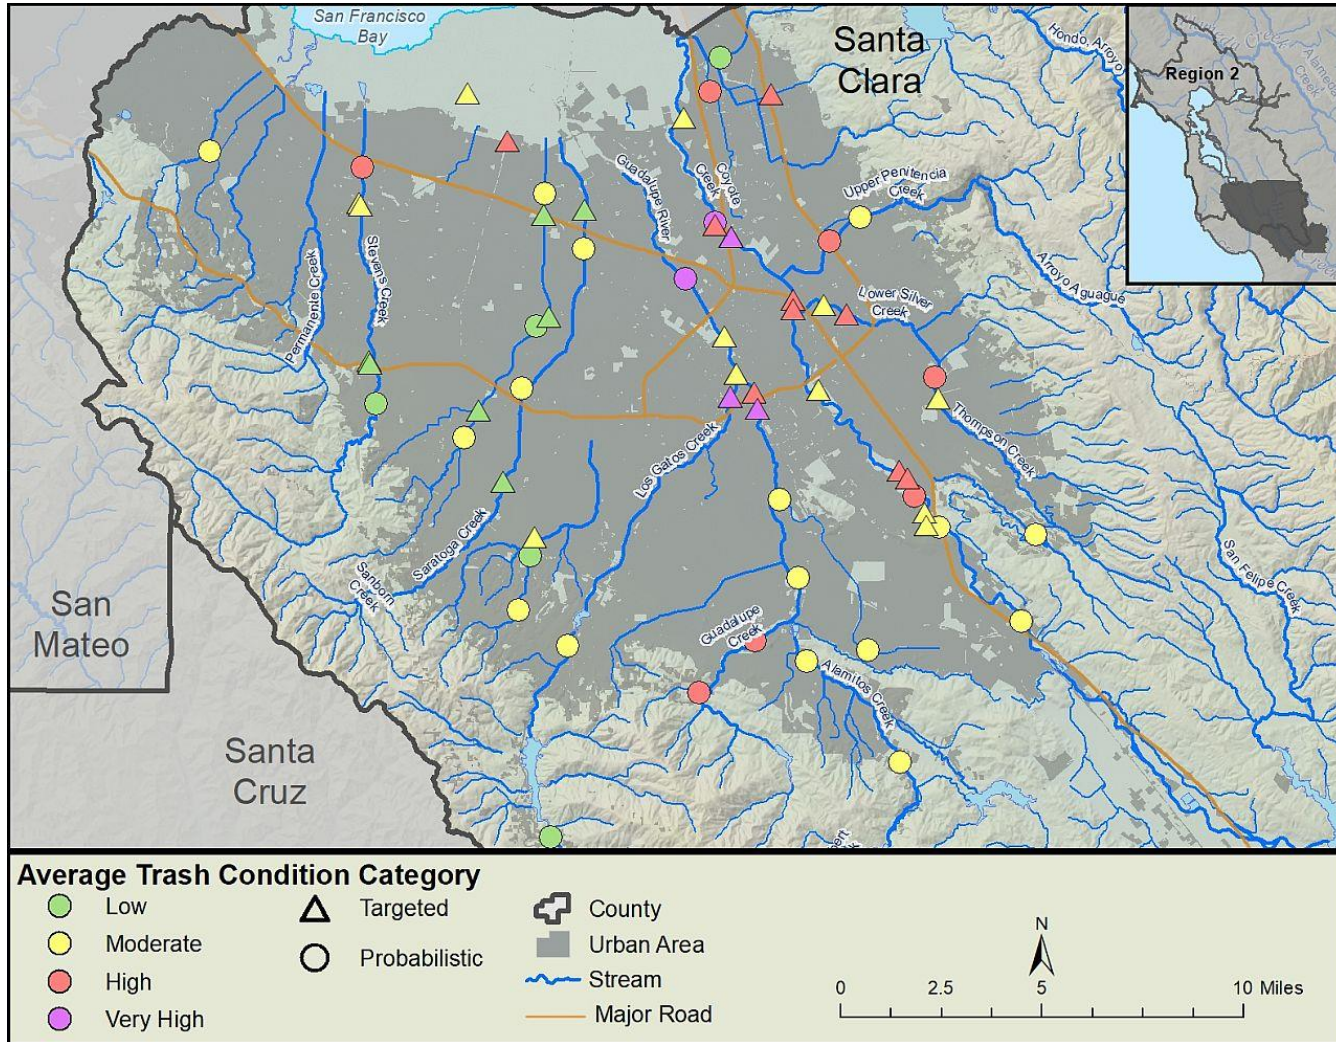 San Francisco
Bay
Santa
Clara
Hondo, Arroyo
Region 2
Guadalupe River
Coyote
Creek
Upper Penitencia
Creek
Arroyo Aguague
Lower Silver
Creek
Permanente Creek
Stevens Creek
Thompson Creek
Los Gatos Creek
Saratoga Creek
Sanborn
Creek
San Felipe Creek
Guadalupe
Creek
Alamitos Creek
San
Mateo
Santa
Cruz
Average Trash Condition Category
Low
Moderate
High
Very High
Targeted
Probabilistic
County
Urban Area
Stream
Major Road
N
0 2.5 5 10 Miles